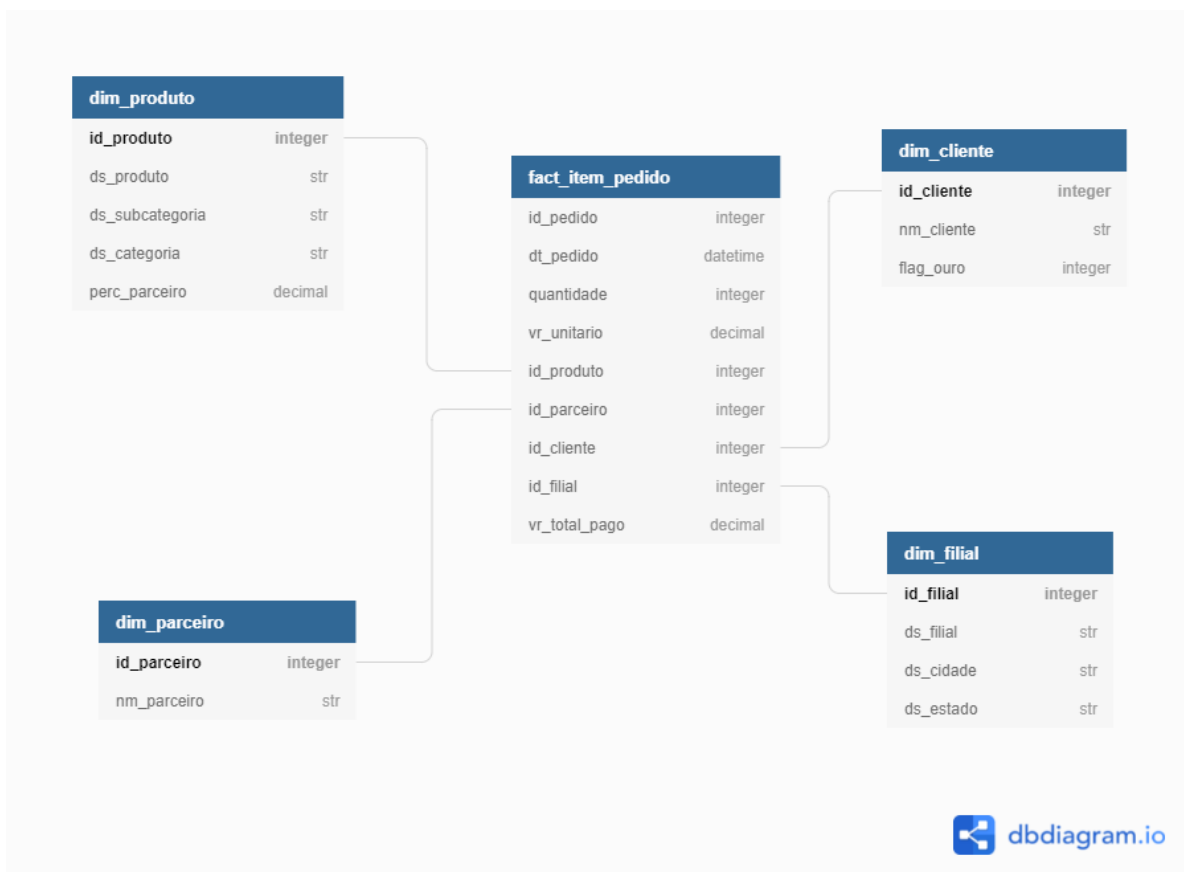 dim_produto
id_produto integer
ds_produto str
ds_subcategoria str
ds_categoria str
perc_parceiro decimal
fact_item_pedido
id_pedido integer
dt_pedido datetime
quantidade integer
vr_unitario decimal
id_produto integer
id_parceiro integer
id_cliente integer
id_filial integer
vr_total_pago decimal
dim_cliente
id_cliente integer
nm_cliente str
flag_ouro integer
dim_parceiro
id_parceiro integer
nm_parceiro str
dim_filial
id_filial integer
ds_filial str
ds_cidade str
ds_estado str
dbdiagram.io